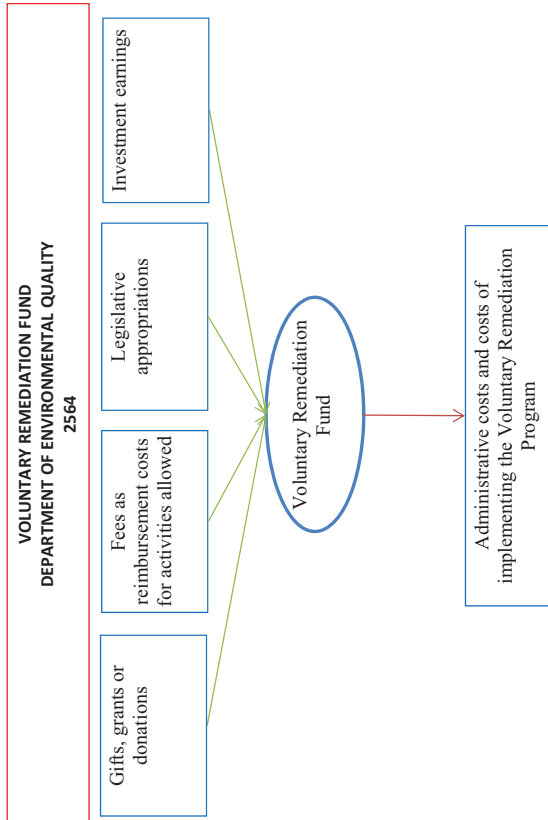 VOLUNTARY REMEDIATION FUND
DEPARTMENT OF ENVIRONMENTAL QUALITY
2564
Gifts, grants or
donations
Fees as
reimbursement costs
for activities allowed
Legislative
appropriations
Investment earnings
Voluntary Remediation
Fund
Administrative costs and costs of
implementing the Voluntary Remediation
Program